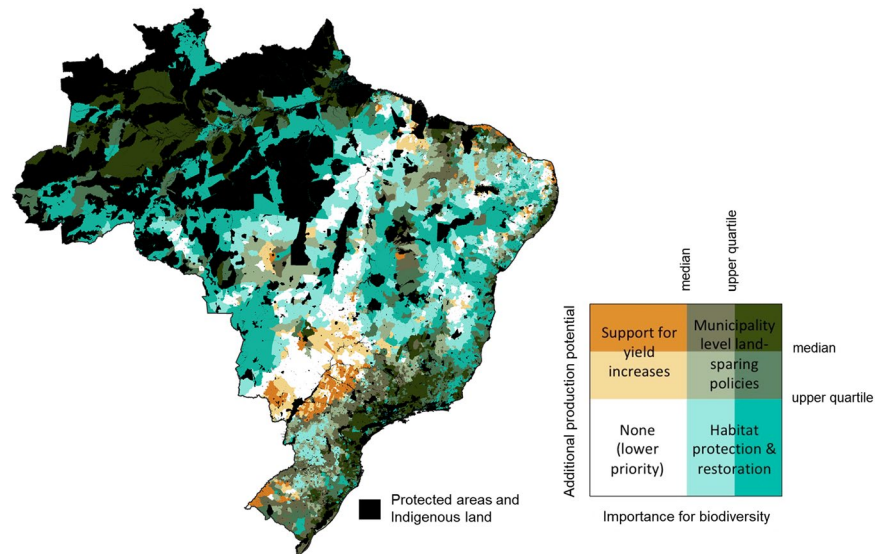 median
upper quartile
Additional production potential
Support for
yield
increases
Municipality
level land-
sparing
policies
median
upper quartile
None
(lower
priority)
Habitat
protection &
restoration
Protected areas and
Indigenous land
Importance for biodiversity